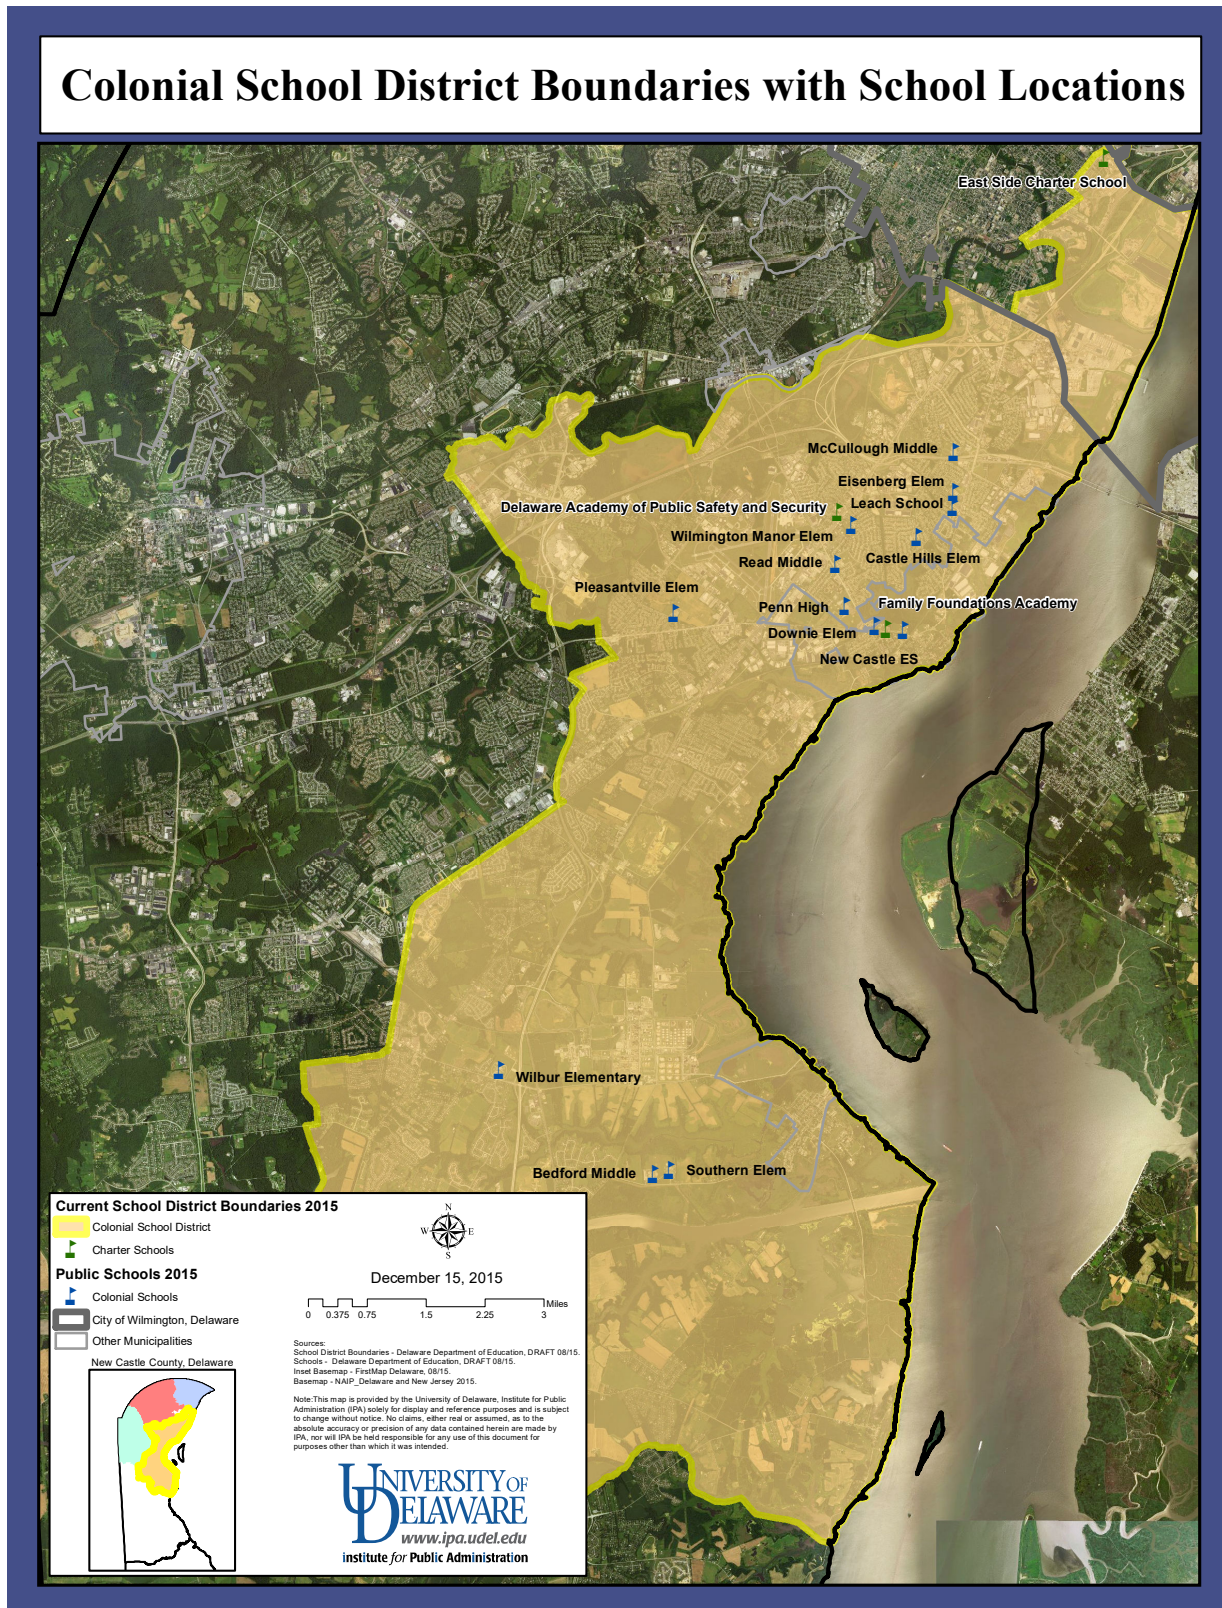 Colonial School District Boundaries with School Locations
East Side Charter School
McCullough Middle
Eisenberg Elem
Leach School
Delaware Academy of Public Safety and Security
Wilmington Manor Elem
Castle Hills Elem
Read Middle
Pleasantville Elem
Penn High
Family Foundations Academy
Downie Elem
New Castle ES
Wilbur Elementary
Bedford Middle
Southern Elem
Current School District Boundaries 2015
Colonial School District
Charter Schools
Public Schools 2015
Colonial Schools
City of Wilmington, Delaware
Other Municipalities
New Castle County, Delaware
N
W E
S
December 15, 2015
Miles
0 0.375 0.75 1.5 2.25 3
Sources:
School District Boundaries - Delaware Department of Education, DRAFT 08/15.
Schools - Delaware Department of Education, DRAFT 08/15.
Inset Basemap - FirstMap Delaware, 08/15.
Basemap - NAIP_Delaware and New Jersey 2015.
Note:This map is provided by the University of Delaware, Institute for Public
Administration (IPA) solely for display and reference purposes and is subject
to change without notice. No claims, either real or assumed, as to the
absolute accuracy or precision of any data contained herein are made by
IPA, nor will IPA be held responsible for any use of this document for
purposes other than which it was intended.
UNIVERSITY OF
DELAWARE
www.ipa.udel.edu
institute for Public Administration